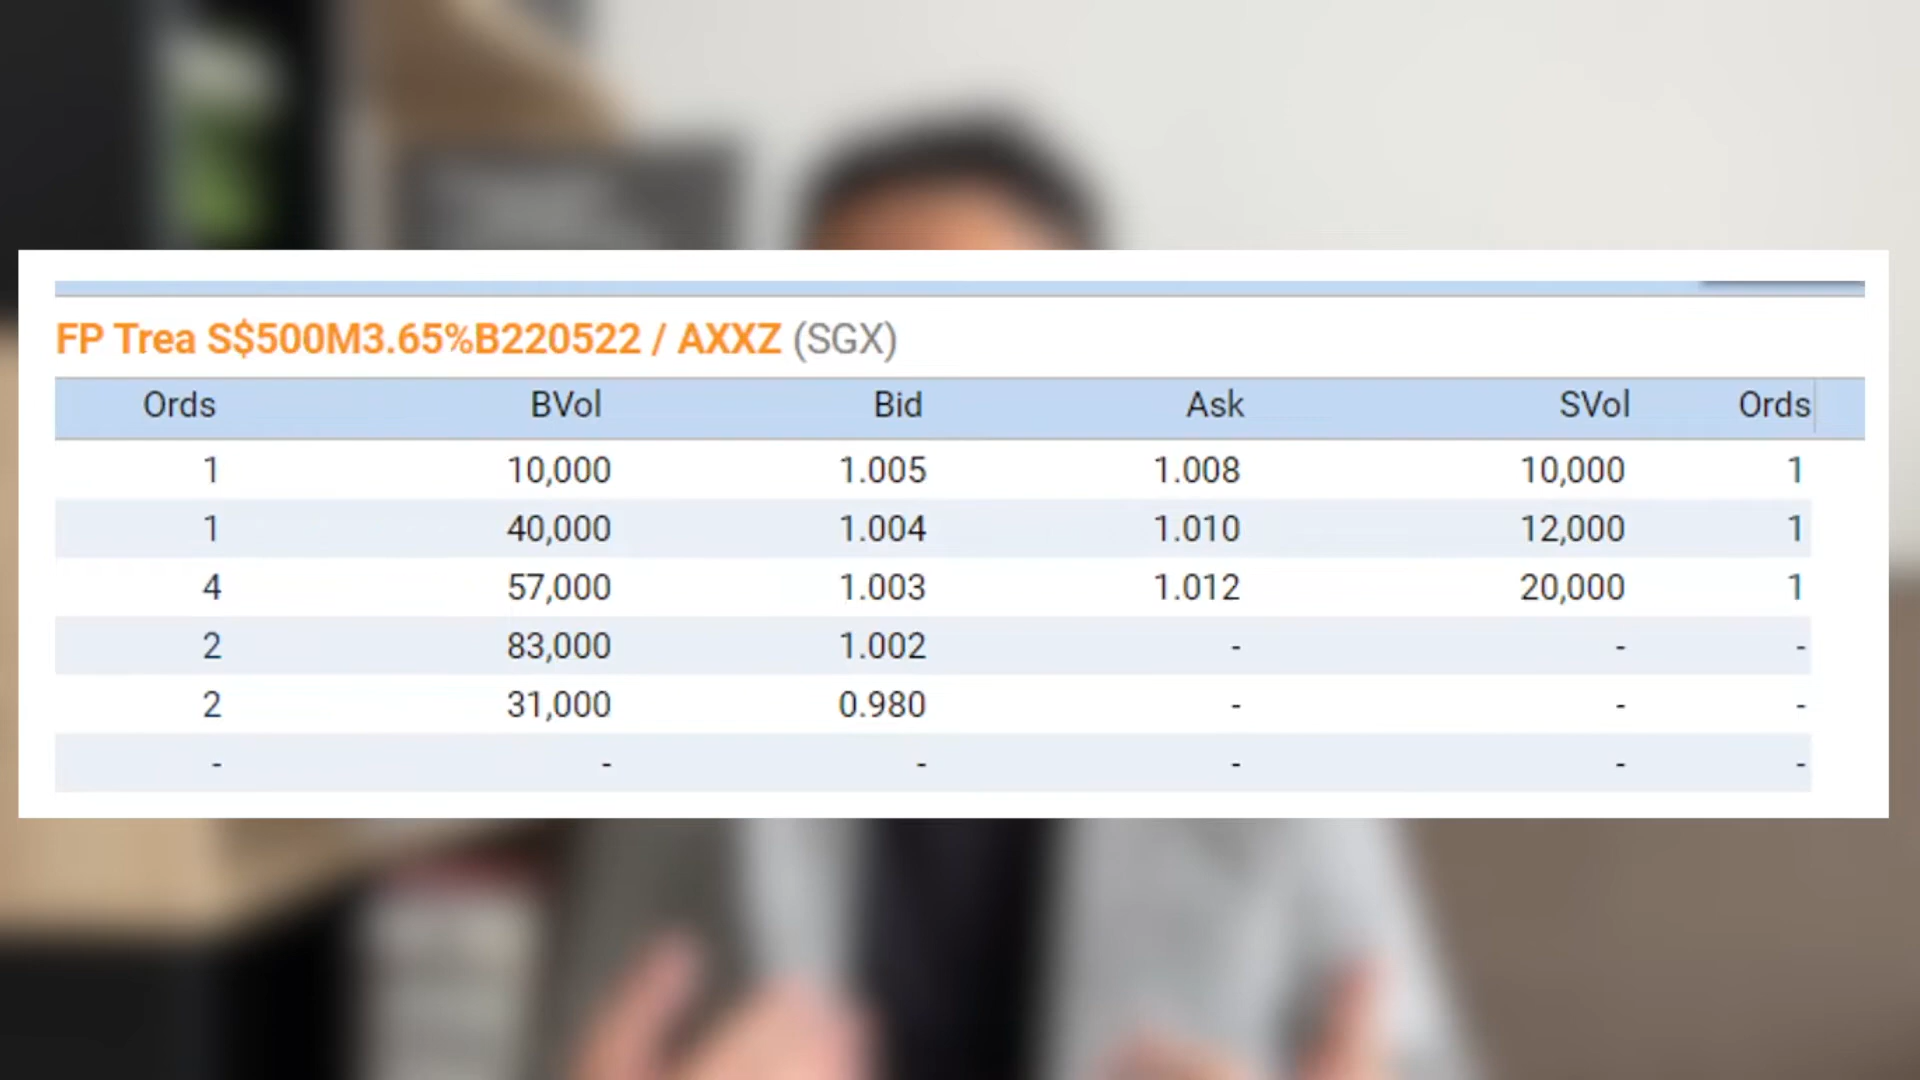 FP Trea S$500M3.65%B220522 / AXXZ (SGX)
Ords BVol Bid Ask SVol Ords
1 10,000 1.005 1.008 10,000 1
1 40,000 1.004 1.010 12,000 1
4 57,000 1.003 1.012 20,000 1
2 83,000 1.002 - - -
2 31,000 0.980 - - -
- - - - - -